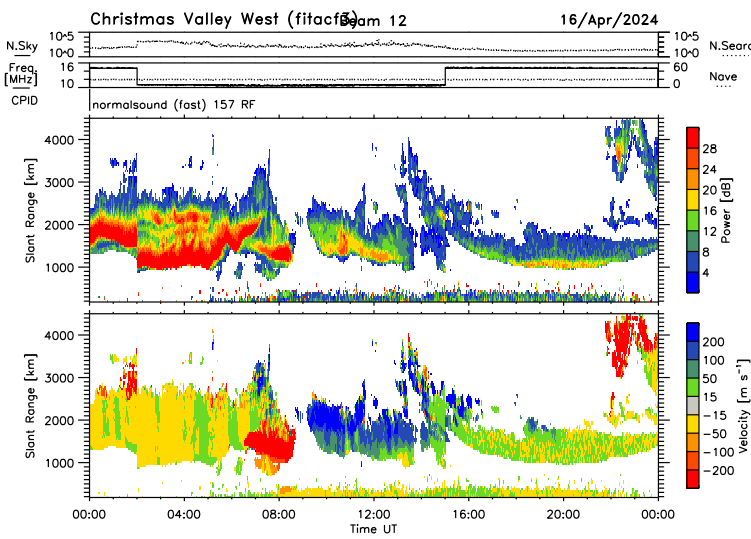 Christmas Valley West (fitacf3) Beam 12 16/Apr/2024
N.Sky 10^5 10^0 10^5 10^0 N.Sear
Freq [MHz] 16 10 60 0 Nave
CPID normalsound (fast) 157 RF
Slant Range [km] 4000 3000 2000 1000
Power [dB] 28 24 20 16 12 8 4
Slant Range [km] 4000 3000 2000 1000
Velocity [m s⁻¹] 200 100 50 15 -15 -50 -100 -200
00:00 04:00 08:00 12:00 16:00 20:00 00:00
Time UT